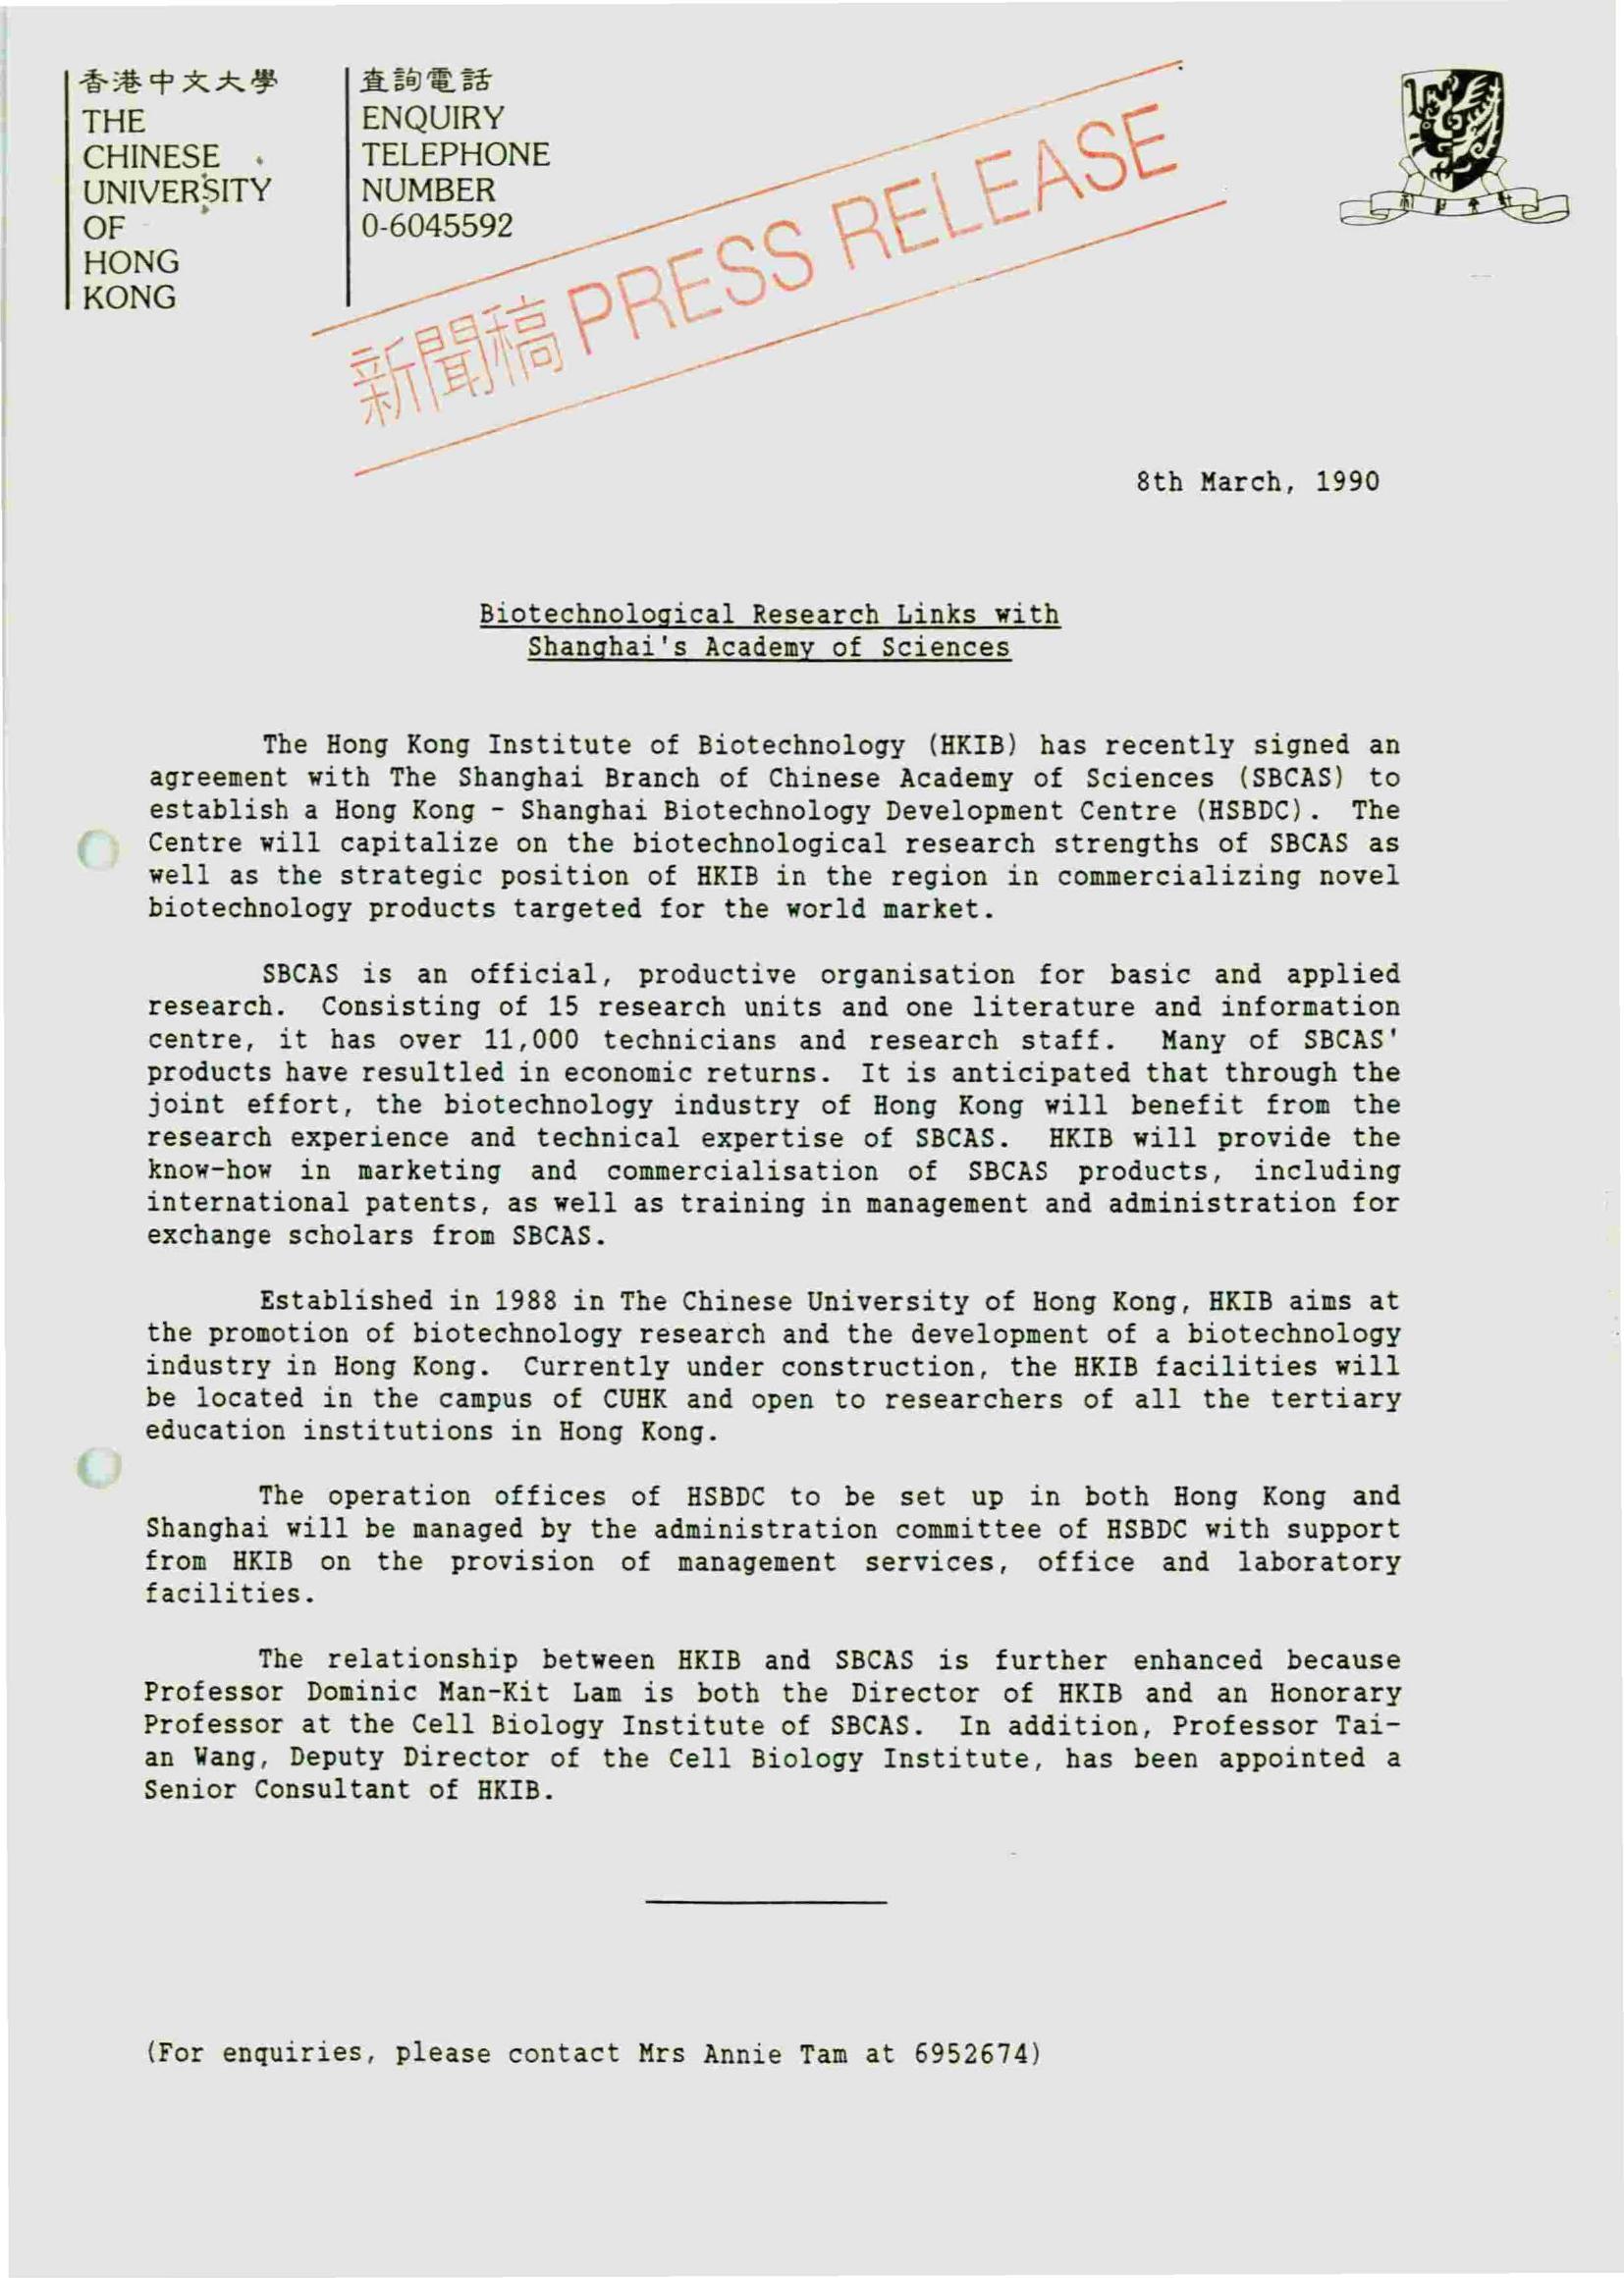 香港中文大學
THE
CHINESE
UNIVERSITY
OF
HONG
KONG
查詢電話
ENQUIRY
TELEPHONE
NUMBER
0-6045592
新聞稿 PRESS RELEASE
8th March, 1990
Biotechnological Research Links with
Shanghai's Academy of Sciences
The Hong Kong Institute of Biotechnology (HKIB) has recently signed an
agreement with The Shanghai Branch of Chinese Academy of Sciences (SBCAS) to
establish a Hong Kong - Shanghai Biotechnology Development Centre (HSBDC). The
Centre will capitalize on the biotechnological research strengths of SBCAS as
well as the strategic position of HKIB in the region in commercializing novel
biotechnology products targeted for the world market.
SBCAS is an official, productive organisation for basic and applied
research. Consisting of 15 research units and one literature and information
centre, it has over 11,000 technicians and research staff. Many of SBCAS'
products have resultled in economic returns. It is anticipated that through the
joint effort, the biotechnology industry of Hong Kong will benefit from the
research experience and technical expertise of SBCAS. HKIB will provide the
know-how in marketing and commercialisation of SBCAS products, including
international patents, as well as training in management and administration for
exchange scholars from SBCAS.
Established in 1988 in The Chinese University of Hong Kong, HKIB aims at
the promotion of biotechnology research and the development of a biotechnology
industry in Hong Kong. Currently under construction, the HKIB facilities will
be located in the campus of CUHK and open to researchers of all the tertiary
education institutions in Hong Kong.
The operation offices of HSBDC to be set up in both Hong Kong and
Shanghai will be managed by the administration committee of HSBDC with support
from HKIB on the provision of management services, office and laboratory
facilities.
The relationship between HKIB and SBCAS is further enhanced because
Professor Dominic Man-Kit Lam is both the Director of HKIB and an Honorary
Professor at the Cell Biology Institute of SBCAS. In addition, Professor Tai-
an Wang, Deputy Director of the Cell Biology Institute, has been appointed a
Senior Consultant of HKIB.
(For enquiries, please contact Mrs Annie Tam at 6952674)